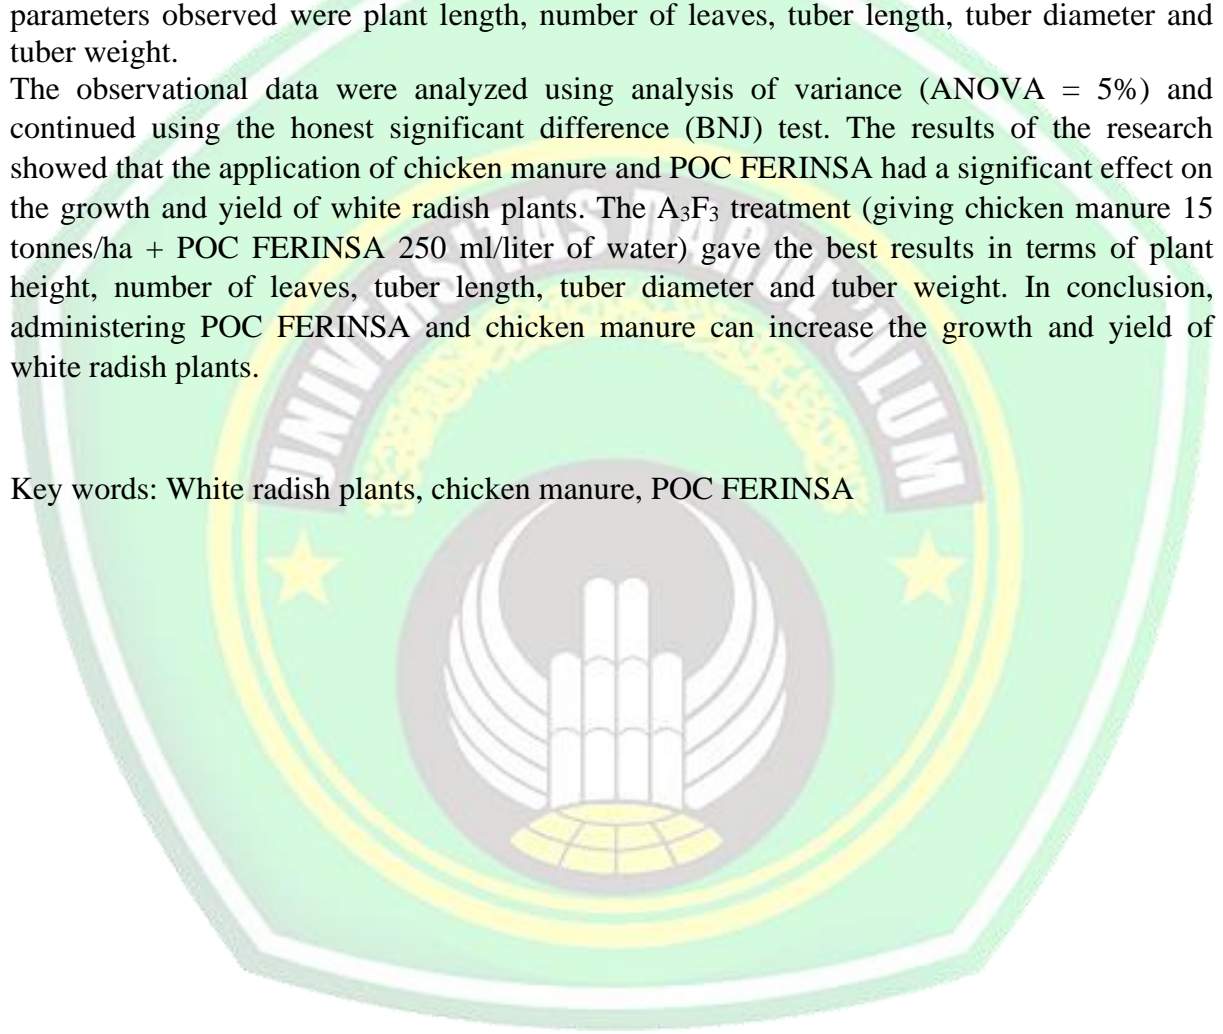 parameters observed were plant length, number of leaves, tuber length, tuber diameter and
tuber weight.
The observational data were analyzed using analysis of variance (ANOVA = 5%) and
continued using the honest significant difference (BNJ) test. The results of the research
showed that the application of chicken manure and POC FERINSA had a significant effect on
the growth and yield of white radish plants. The A₃F₃ treatment (giving chicken manure 15
tonnes/ha + POC FERINSA 250 ml/liter of water) gave the best results in terms of plant
height, number of leaves, tuber length, tuber diameter and tuber weight. In conclusion,
administering POC FERINSA and chicken manure can increase the growth and yield of
white radish plants.
Key words: White radish plants, chicken manure, POC FERINSA
UNIVERSITAS DARUL 'ULUM